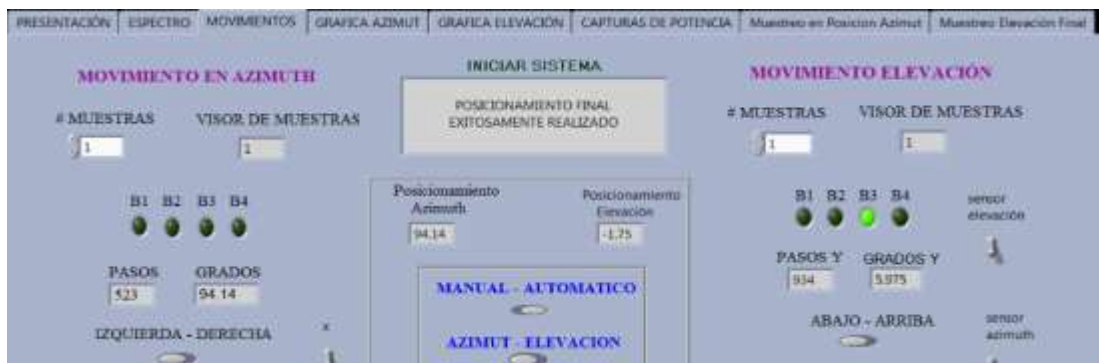 PRESENTACIÓN ESPECTRO MOVIMIENTOS GRAFICA AZIMUT GRAFICA ELEVACIÓN CAPTURAS DE POTENCIA Muestreo en Posicion Azimut Muestreo Elevación Final
MOVIMIENTO EN AZIMUTH
# MUESTRAS VISOR DE MUESTRAS
1 1
B1 B2 B3 B4
PASOS GRADOS
523 94.14
IZQUIERDA - DERECHA
x
INICIAR SISTEMA
POSICIONAMIENTO FINAL
EXITOSAMENTE REALIZADO
Posicionamiento
Azimuth
94.14
Posicionamiento
Elevación
-1.75
MANUAL - AUTOMATICO
AZIMUT - ELEVACION
MOVIMIENTO ELEVACIÓN
# MUESTRAS VISOR DE MUESTRAS
1 1
B1 B2 B3 B4
sensor
elevación
PASOS Y GRADOS Y
934 5.975
ABAJO - ARRIBA
sensor
azimuth